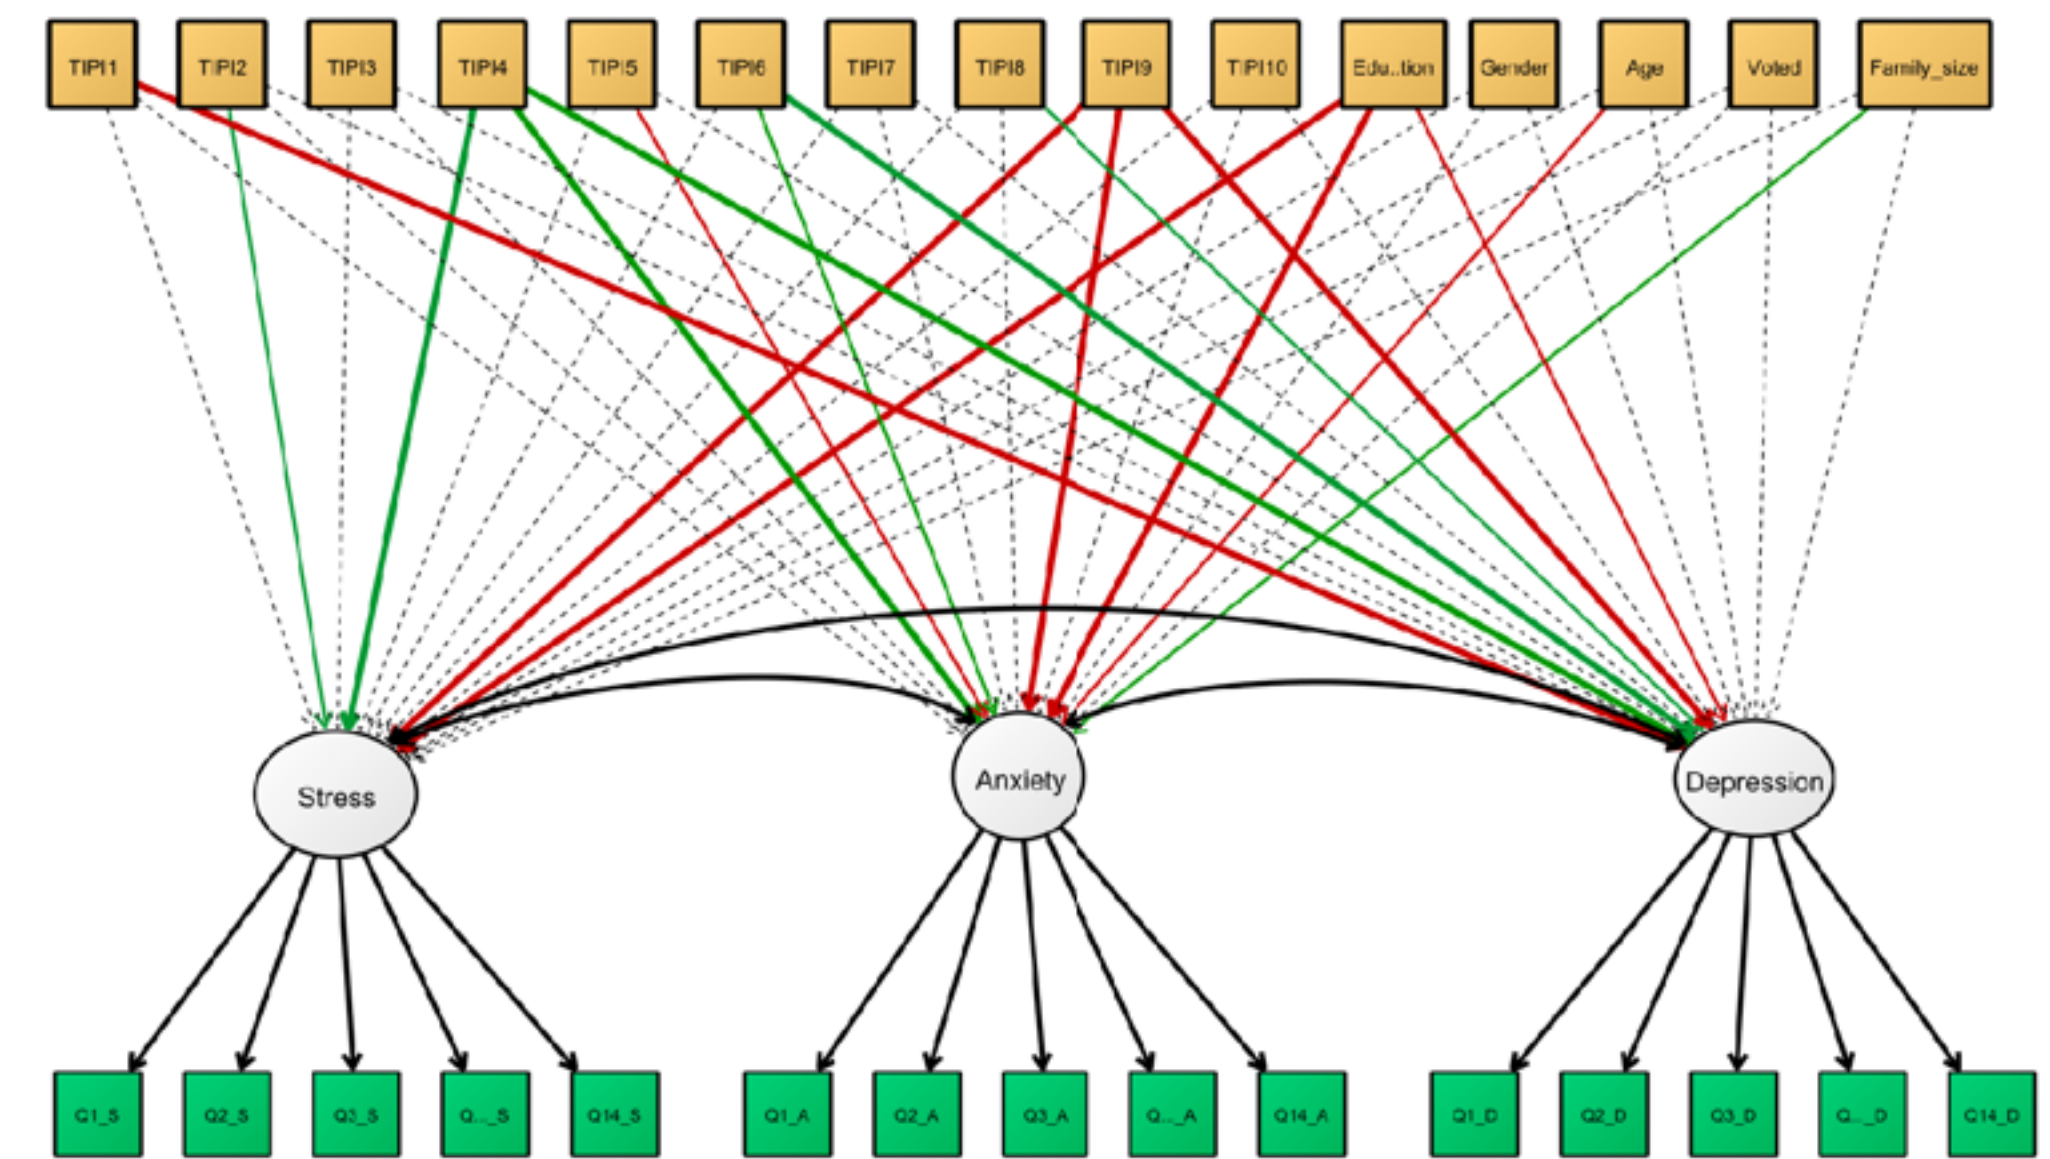 TIPI1 TIPI2 TIPI3 TIPI4 TIPI5 TIPI6 TIPI7 TIPI8 TIPI9 TIPI10 Edu..tion Gender Age Voted Family_size
Stress Anxiety Depression
Q1_S Q2_S Q3_S Q..._S Q14_S Q1_A Q2_A Q3_A Q..._A Q14_A Q1_D Q2_D Q3_D Q..._D Q14_D